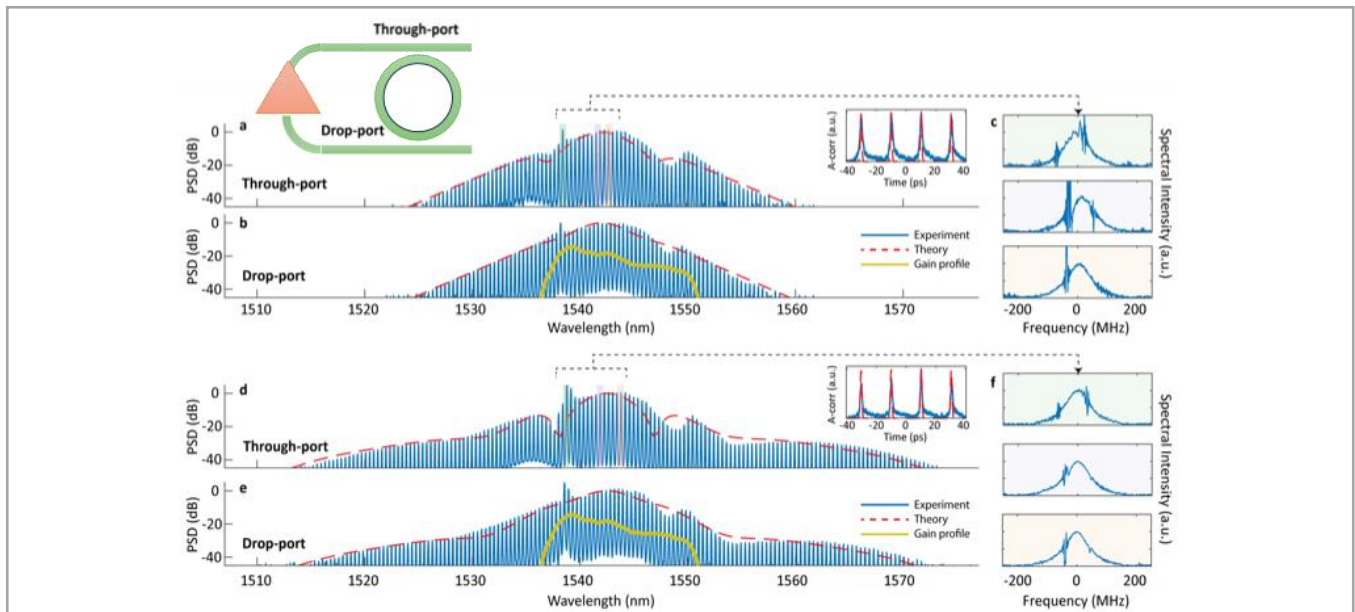 Through-port
Drop-port
a
PSD (dB)
0
-20
-40
Through-port
A-corr (a.u.)
-40 -20 0 20 40
Time (ps)
b
PSD (dB)
0
-20
-40
Drop-port
Experiment
Theory
Gain profile
1510 1520 1530 1540 1550 1560 1570
Wavelength (nm)
c
Spectral Intensity (a.u.)
-200 0 200
Frequency (MHz)
d
PSD (dB)
0
-20
-40
Through-port
A-corr (a.u.)
-40 -20 0 20 40
Time (ps)
e
PSD (dB)
0
-20
-40
Drop-port
Experiment
Theory
Gain profile
1510 1520 1530 1540 1550 1560 1570
Wavelength (nm)
f
Spectral Intensity (a.u.)
-200 0 200
Frequency (MHz)